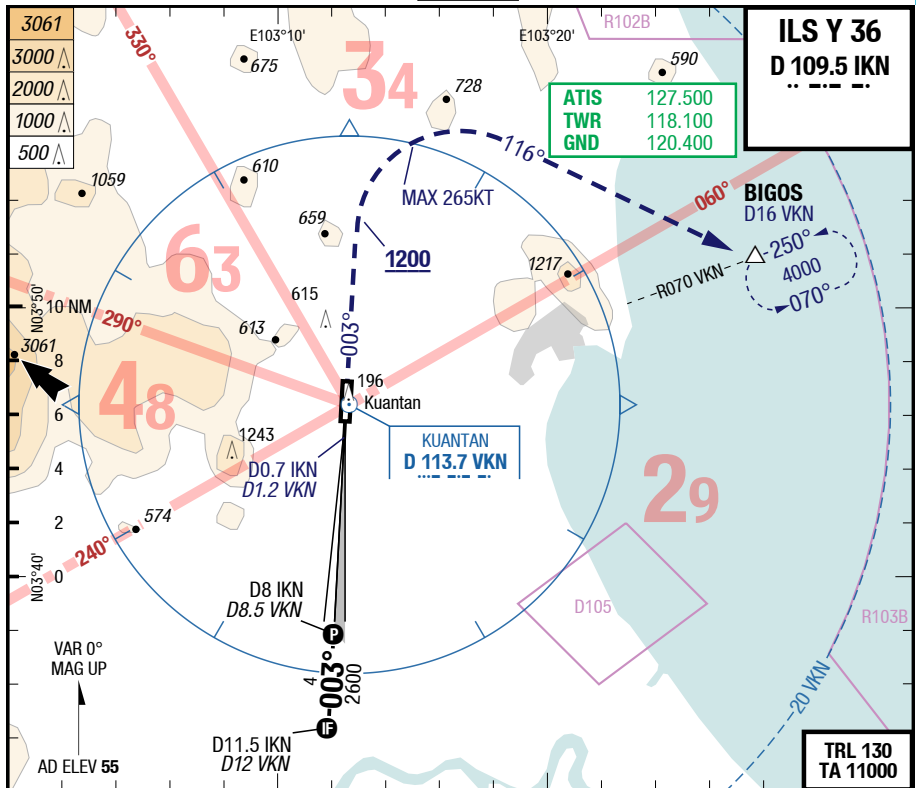 3061
3000
2000
1000
500
E103°10'
E103°20'
R102B
ILS Y 36
D 109.5 IKN
ATIS 127.500
TWR 118.100
GND 120.400
330°
675
34
728
590
116°
MAX 265KT
1059
610
659
63
1200
060°
BIGOS
D16 VKN
250°
4000
070°
R070 VKN
1217
N03°50'
10 NM
290°
615
613
003°
3061
8
6
4
2
0
48
196
Kuantan
KUANTAN
D 113.7 VKN
1243
D0.7 IKN
D1.2 VKN
29
574
240°
N03°40'
D8 IKN
D8.5 VKN
D105
R103B
P
003°
4
2600
IF
VAR 0°
MAG UP
D11.5 IKN
D12 VKN
20 VKN
AD ELEV 55
TRL 130
TA 11000